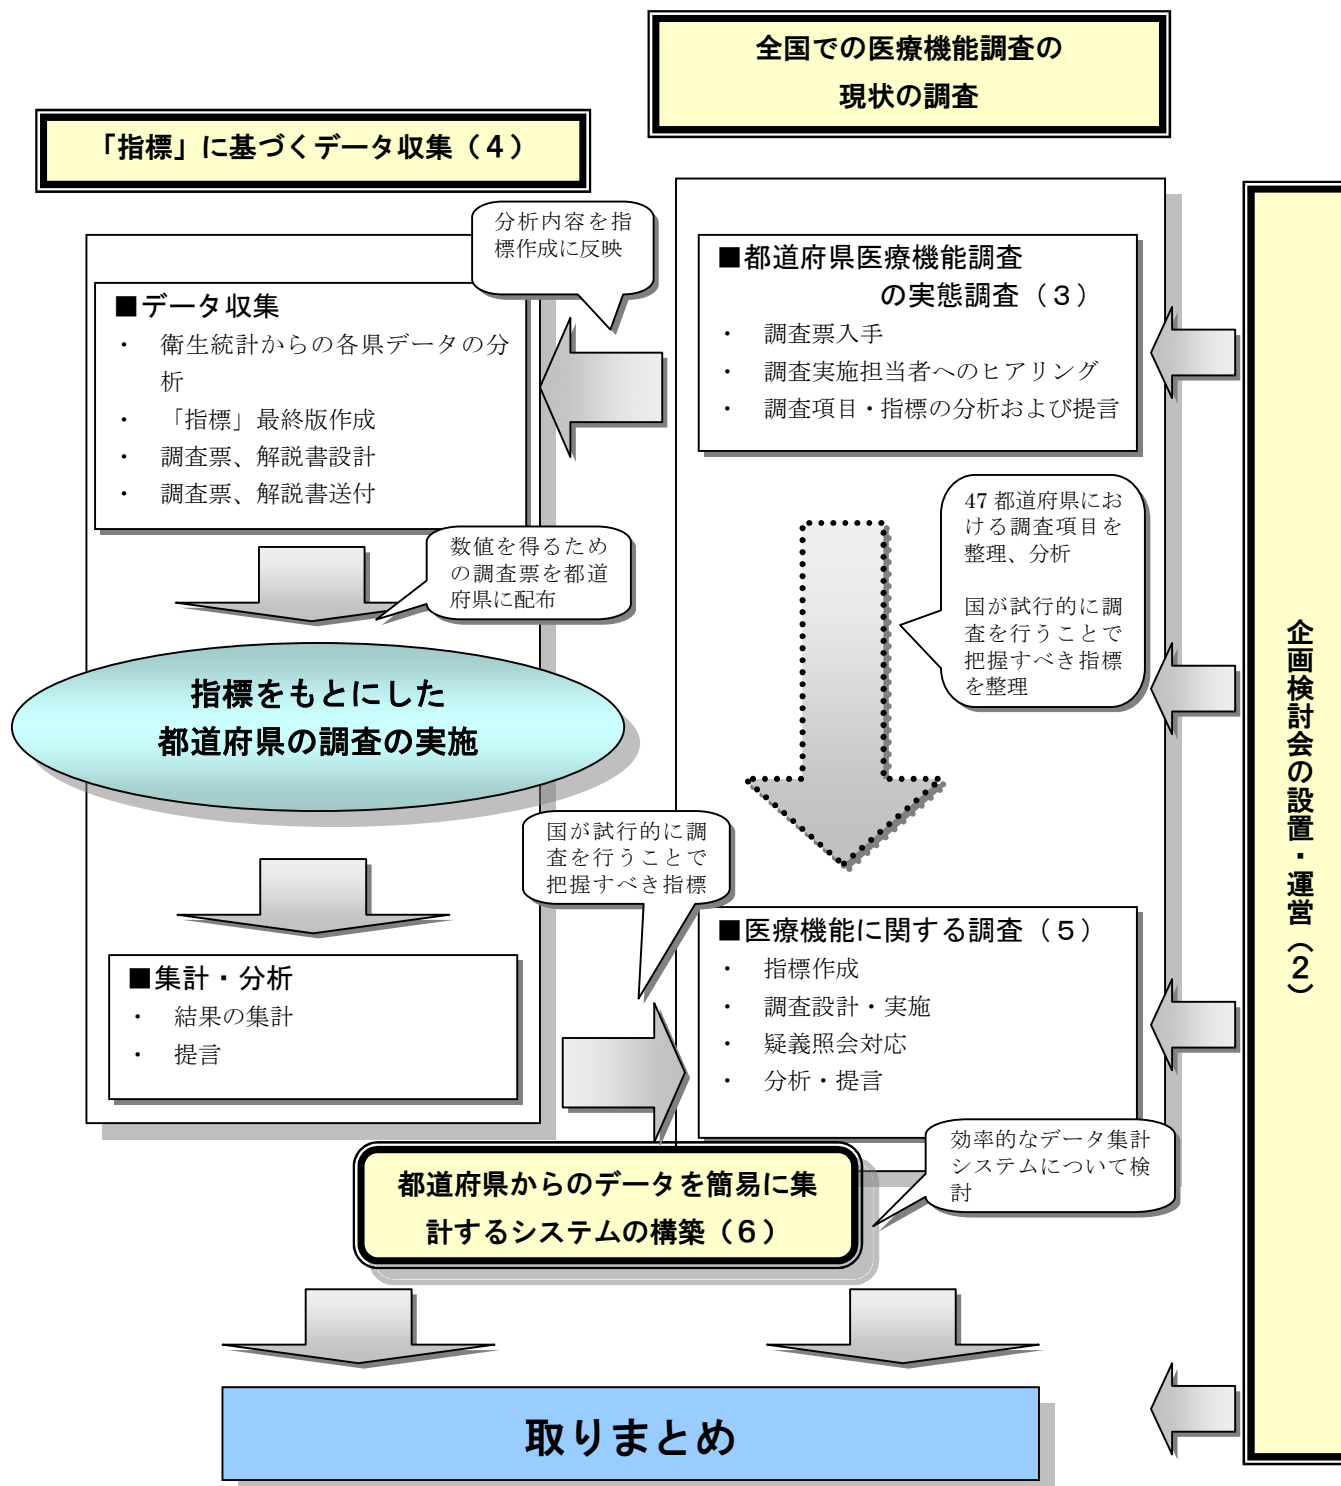 全国での医療機能調査の
現状の調査
「指標」に基づくデータ収集（４）
分析内容を指
標作成に反映
■データ収集
・ 衛生統計からの各県データの分
析
・ 「指標」最終版作成
・ 調査票、解説書設計
・ 調査票、解説書送付
数値を得るため
の調査票を都道
府県に配布
指標をもとにした
都道府県の調査の実施
■集計・分析
・ 結果の集計
・ 提言
■都道府県医療機能調査
の実態調査（３）
・ 調査票入手
・ 調査実施担当者へのヒアリング
・ 調査項目・指標の分析および提言
47 都道府県にお
ける調査項目を
整理、分析
国が試行的に調
査を行うことで
把握すべき指標
を整理
国が試行的に調
査を行うことで
把握すべき指標
■医療機能に関する調査（５）
・ 指標作成
・ 調査設計・実施
・ 疑義照会対応
・ 分析・提言
効率的なデータ集計
システムについて検
討
都道府県からのデータを簡易に集
計するシステムの構築（６）
取りまとめ
企画検討会の設置・運営（２）